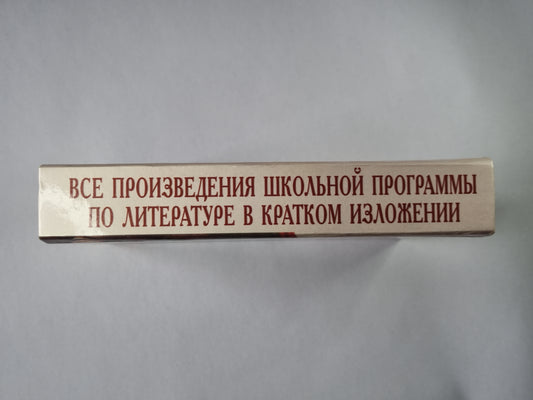 ВСЕ ПРОИЗВЕДЕНИЯ ШКОЛЬНОЙ ПРОГРАММЫ
ПО ЛИТЕРАТУРЕ В КРАТКОМ ИЗЛОЖЕНИИ